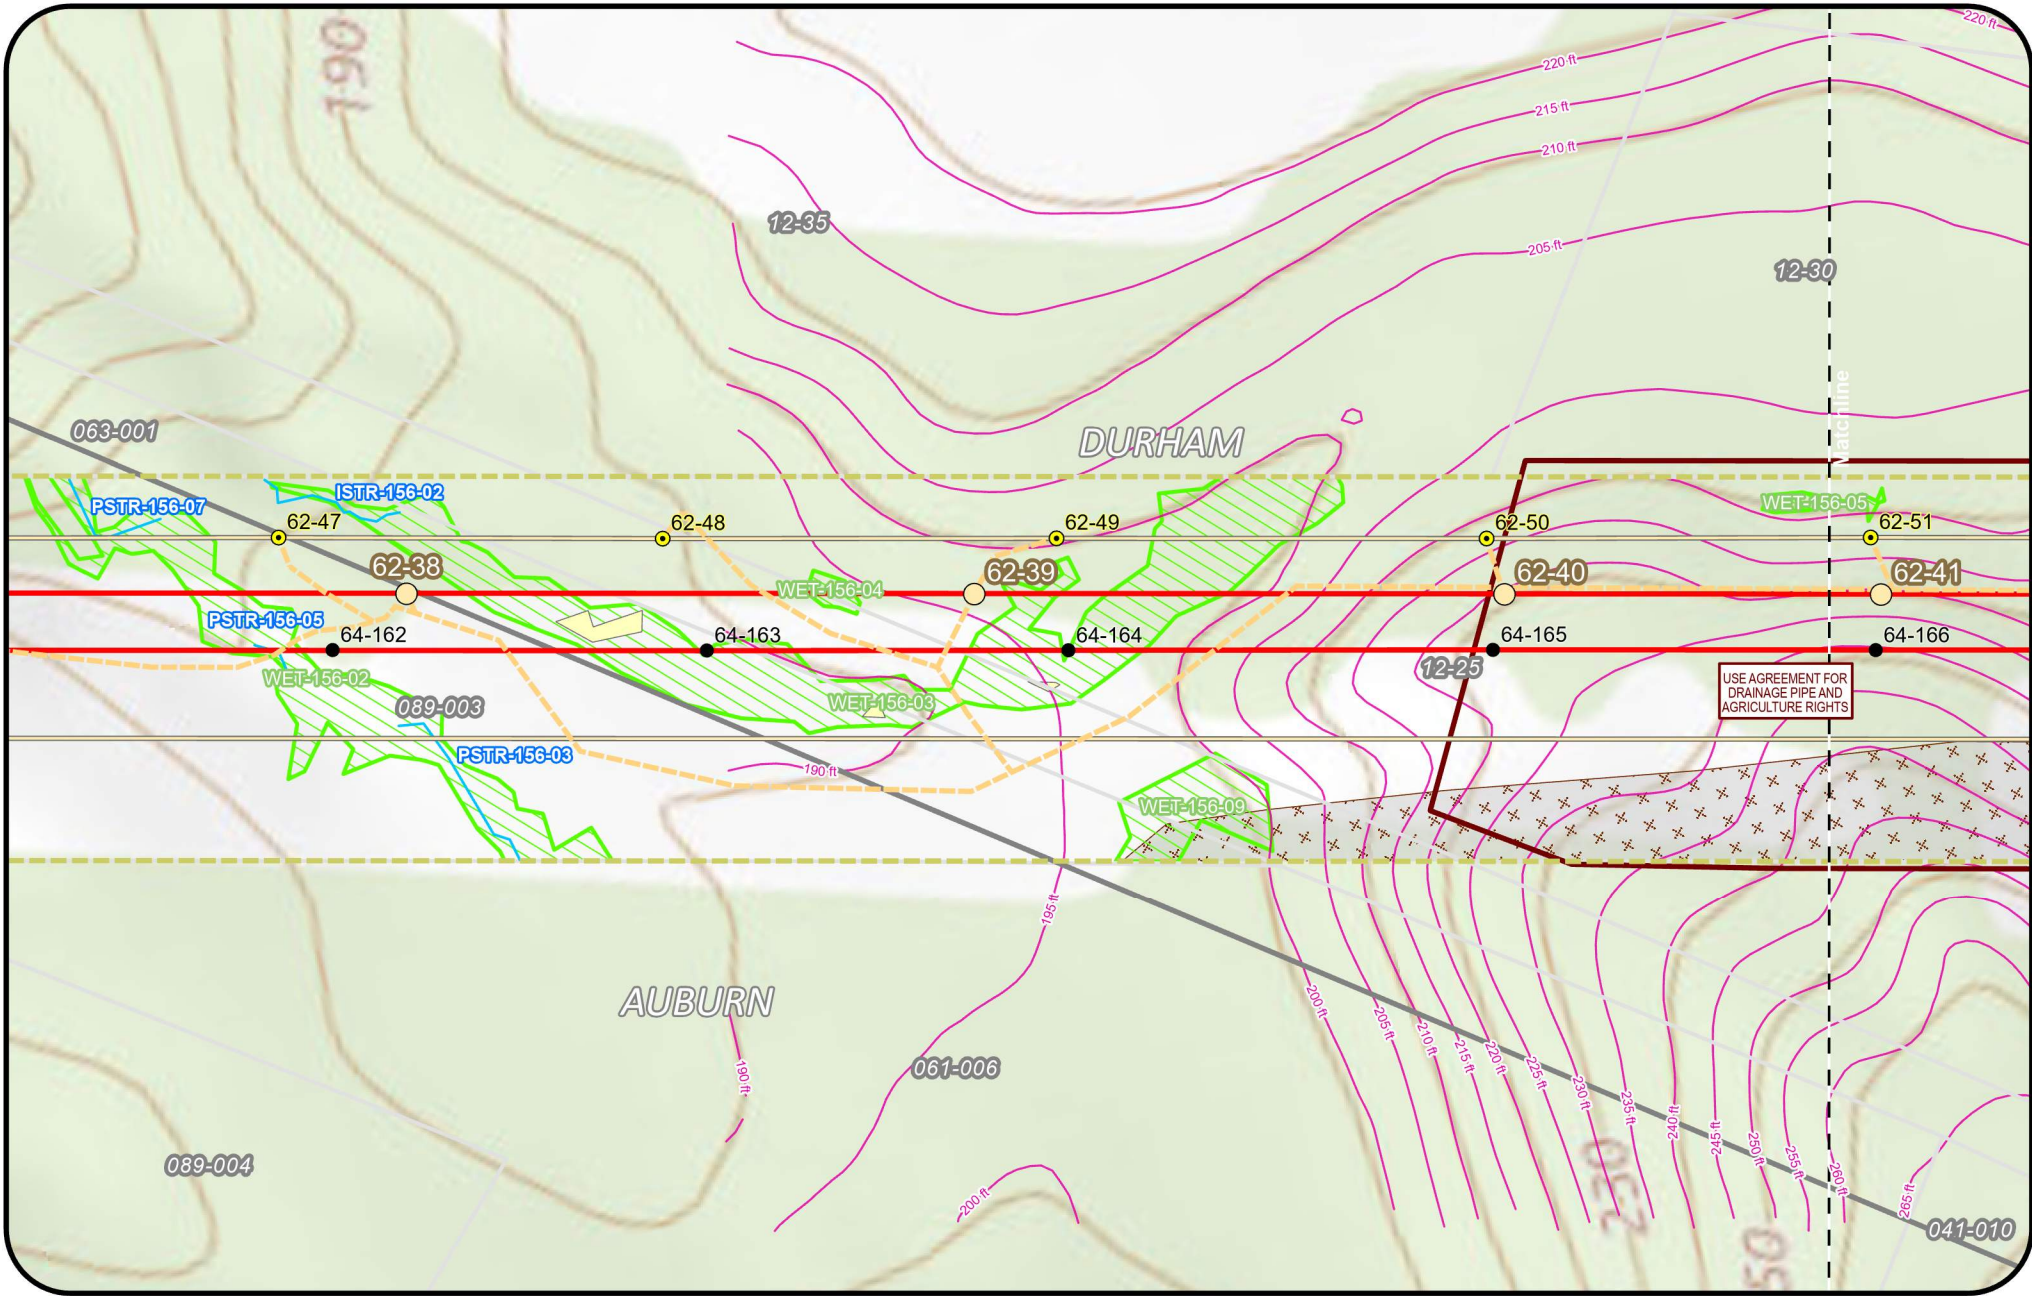 190
220 ft
220 ft
215 ft
210 ft
12-35
205 ft
12-30
Matchline
063-001
DURHAM
PSTR-156-07
ISTR-156-02
WET-156-05
62-47
62-48
62-49
62-50
62-51
62-38
WET-156-04
62-39
62-40
62-41
PSTR-156-05
64-162
64-163
64-164
64-165
64-166
12-25
WET-156-02
USE AGREEMENT FOR
DRAINAGE PIPE AND
AGRICULTURE RIGHTS
089-003
WET-156-03
PSTR-156-03
190 ft
WET-156-09
195 ft
AUBURN
200 ft
205 ft
210 ft
215 ft
220 ft
225 ft
230 ft
235 ft
240 ft
245 ft
250 ft
255 ft
260 ft
265 ft
190 ft
061-006
089-004
200 ft
230
50
041-010